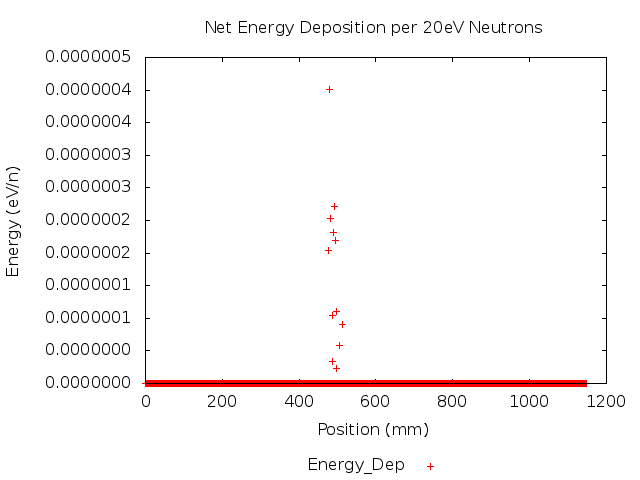 Net Energy Deposition per 20eV Neutrons
0.0000005
0.0000004
0.0000004
0.0000003
0.0000003
0.0000002
0.0000002
0.0000001
0.0000001
0.0000000
0.0000000
Energy (eV/n)
0 200 400 600 800 1000 1200
Position (mm)
Energy_Dep